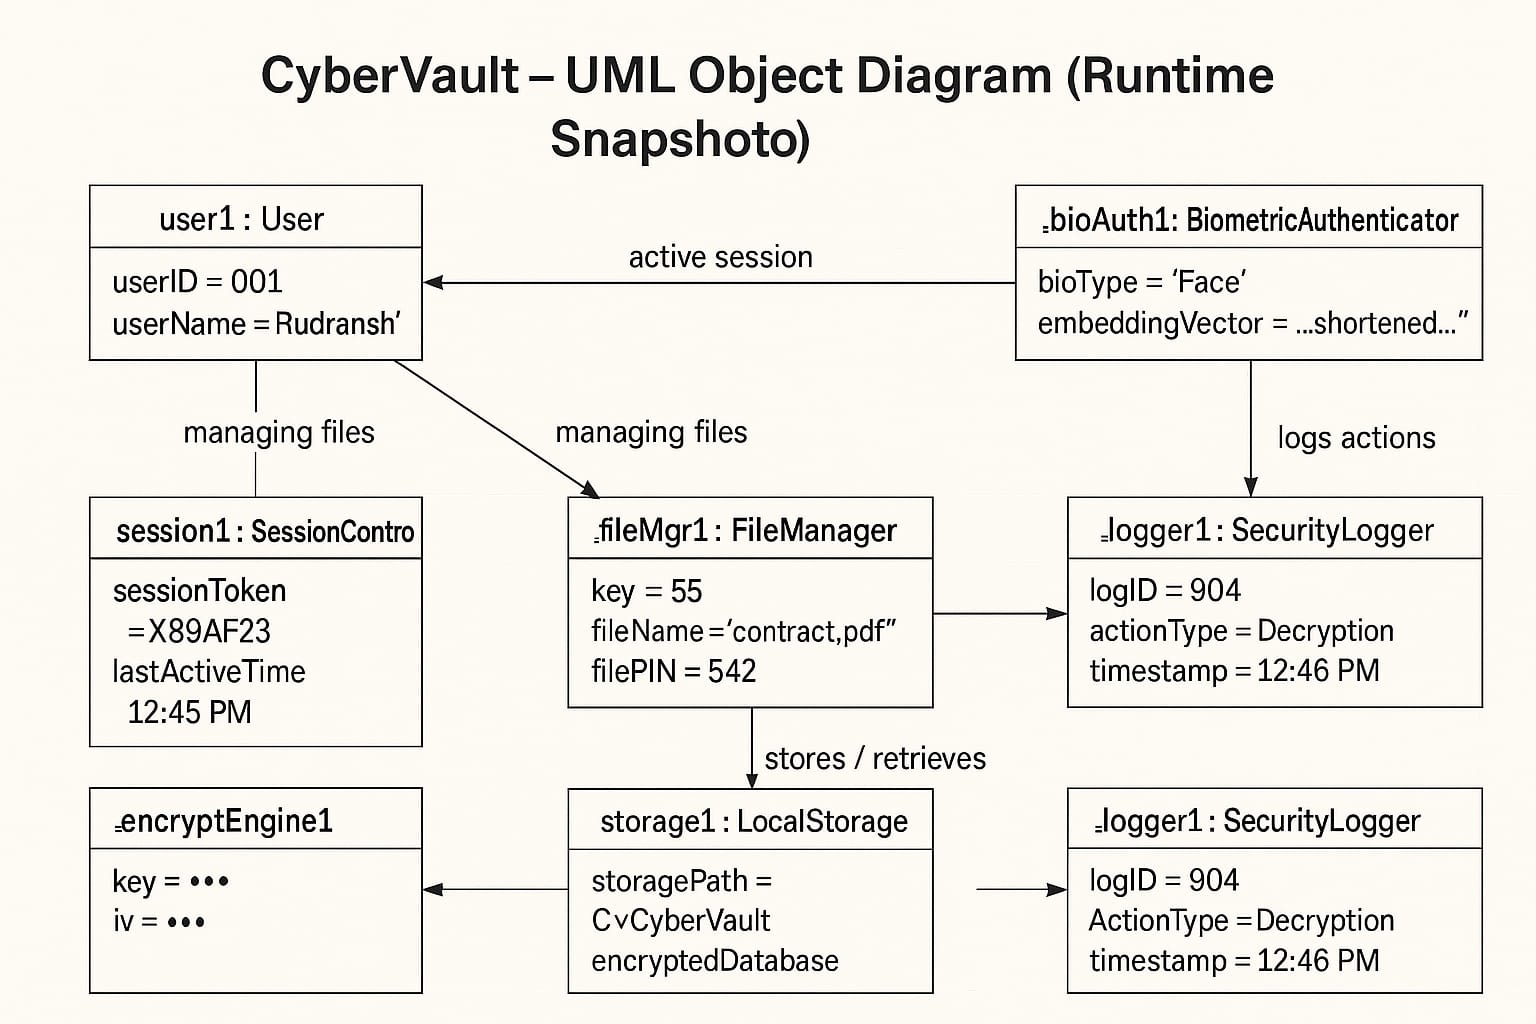 CyberVault – UML Object Diagram (Runtime
Snapshoto)
user1 : User
userID = 001
userName = Rudransh’
active session
bioAuth1: BiometricAuthenticator
bioType = ‘Face’
embeddingVector = ...shortened...”
managing files
managing files
logs actions
session1 : SessionContro
sessionToken
=X89AF23
lastActiveTime
12:45 PM
fileMgr1 : FileManager
key = 55
fileName =‘contract,pdf”
filePIN = 542
logger1 : SecurityLogger
logID = 904
actionType = Decryption
timestamp = 12:46 PM
stores / retrieves
encryptEngine1
key = •••
iv = •••
storage1 : LocalStorage
storagePath =
CvCyberVault
encryptedDatabase
logger1 : SecurityLogger
logID = 904
ActionType = Decryption
timestamp = 12:46 PM